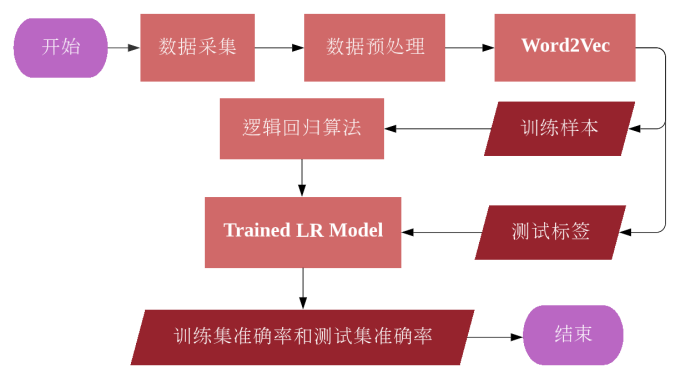 开始
数据采集
数据预处理
Word2Vec
逻辑回归算法
训练样本
Trained LR Model
测试标签
训练集准确率和测试集准确率
结束